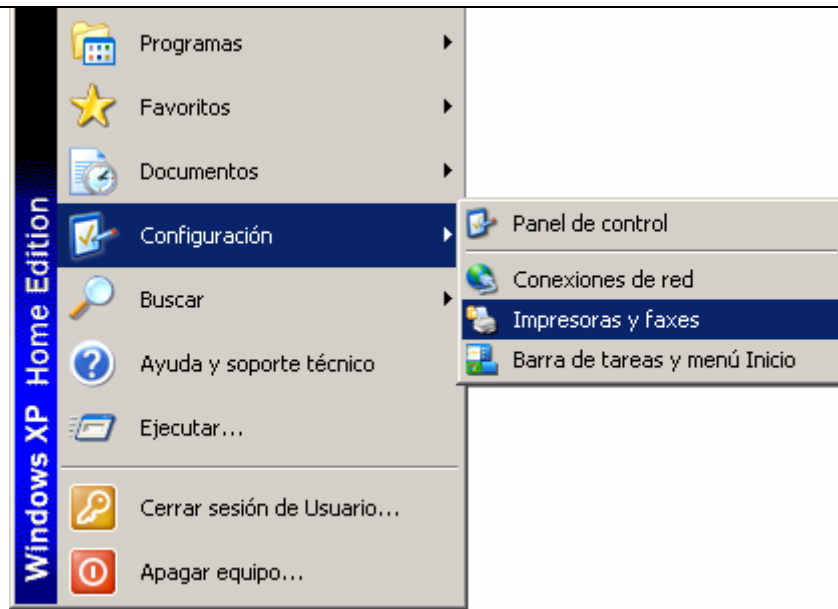 Programas
Favoritos
Documentos
Configuración
Buscar
Ayuda y soporte técnico
Ejecutar...
Cerrar sesión de Usuario...
Apagar equipo...
Panel de control
Conexiones de red
Impresoras y faxes
Barra de tareas y menú Inicio
Windows XP Home Edition